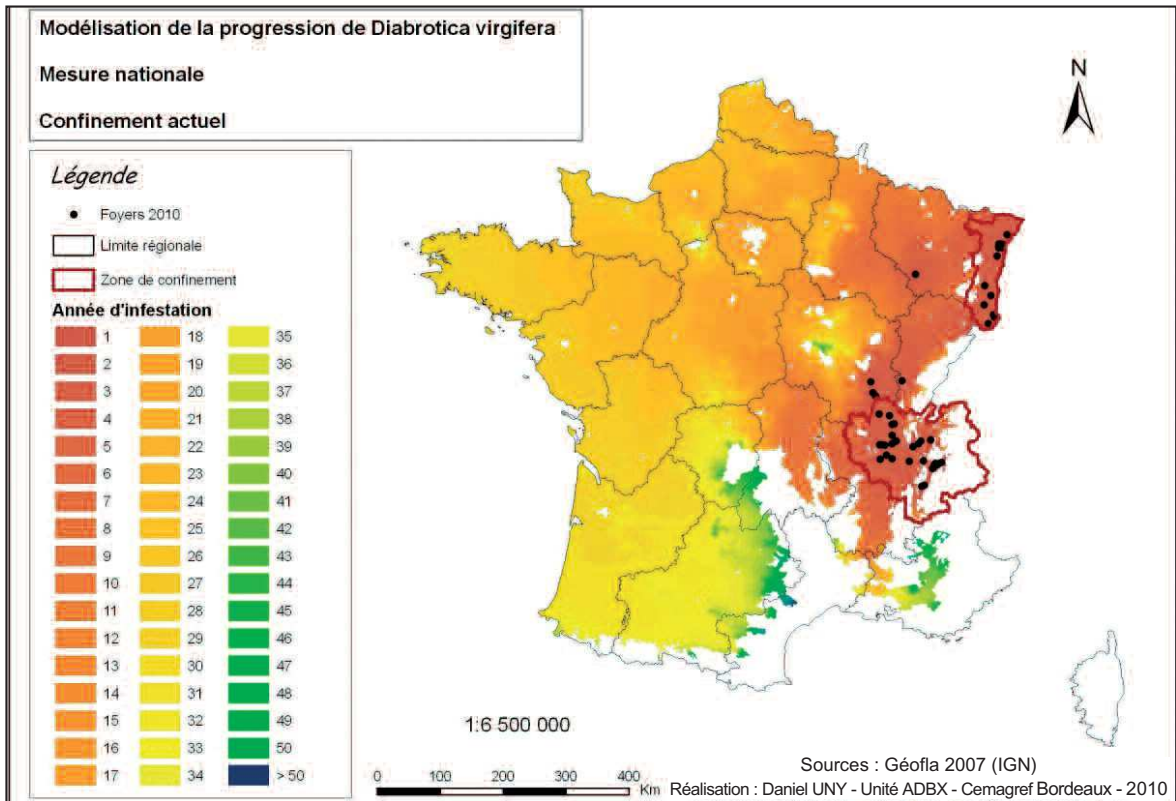 Modélisation de la progression de Diabrotica virgifera
Mesure nationale
Confinement actuel
N
Légende
Foyers 2010
Limite régionale
Zone de confinement
Année d'infestation
1 18 35
2 19 36
3 20 37
4 21 38
5 22 39
6 23 40
7 24 41
8 25 42
9 26 43
10 27 44
11 28 45
12 29 46
13 30 47
14 31 48
15 32 49
16 33 50
17 34 > 50
1:6 500 000
0 100 200 300 400
Km
Sources : Géofla 2007 (IGN)
Réalisation : Daniel UNY - Unité ADBX - Cemagref Bordeaux - 2010